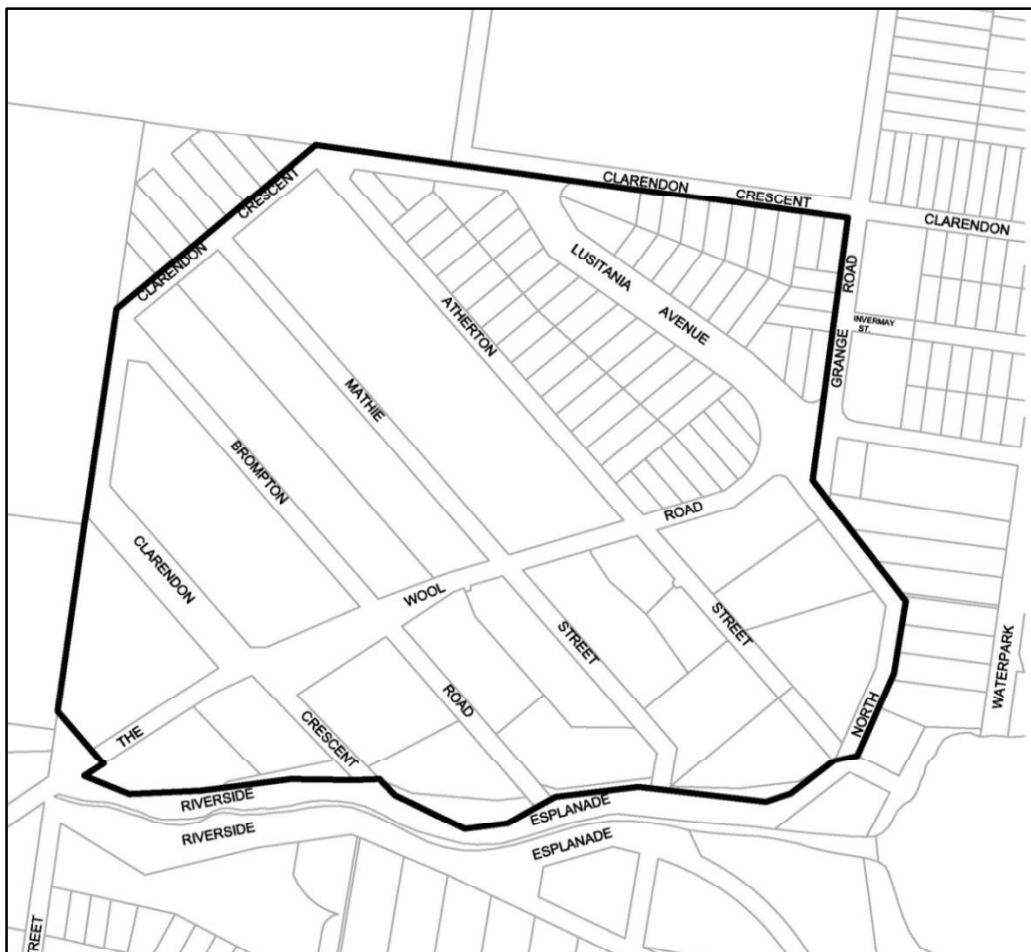 CLARENDON CRESCENT
CLARENDON
CRESCENT
CLARENDON
CLARENDON
LUSITANIA
AVENUE
ROAD
GRANGE
INVERMAY
ST.
ATHERTON
MATHIE
BROMPTON
CLARENDON
ROAD
WOOL
STREET
STREET
ROAD
CRESCENT
THE
NORTH
WATERPARK
RIVERSIDE
ESPLANADE
RIVERSIDE
ESPLANADE
REET